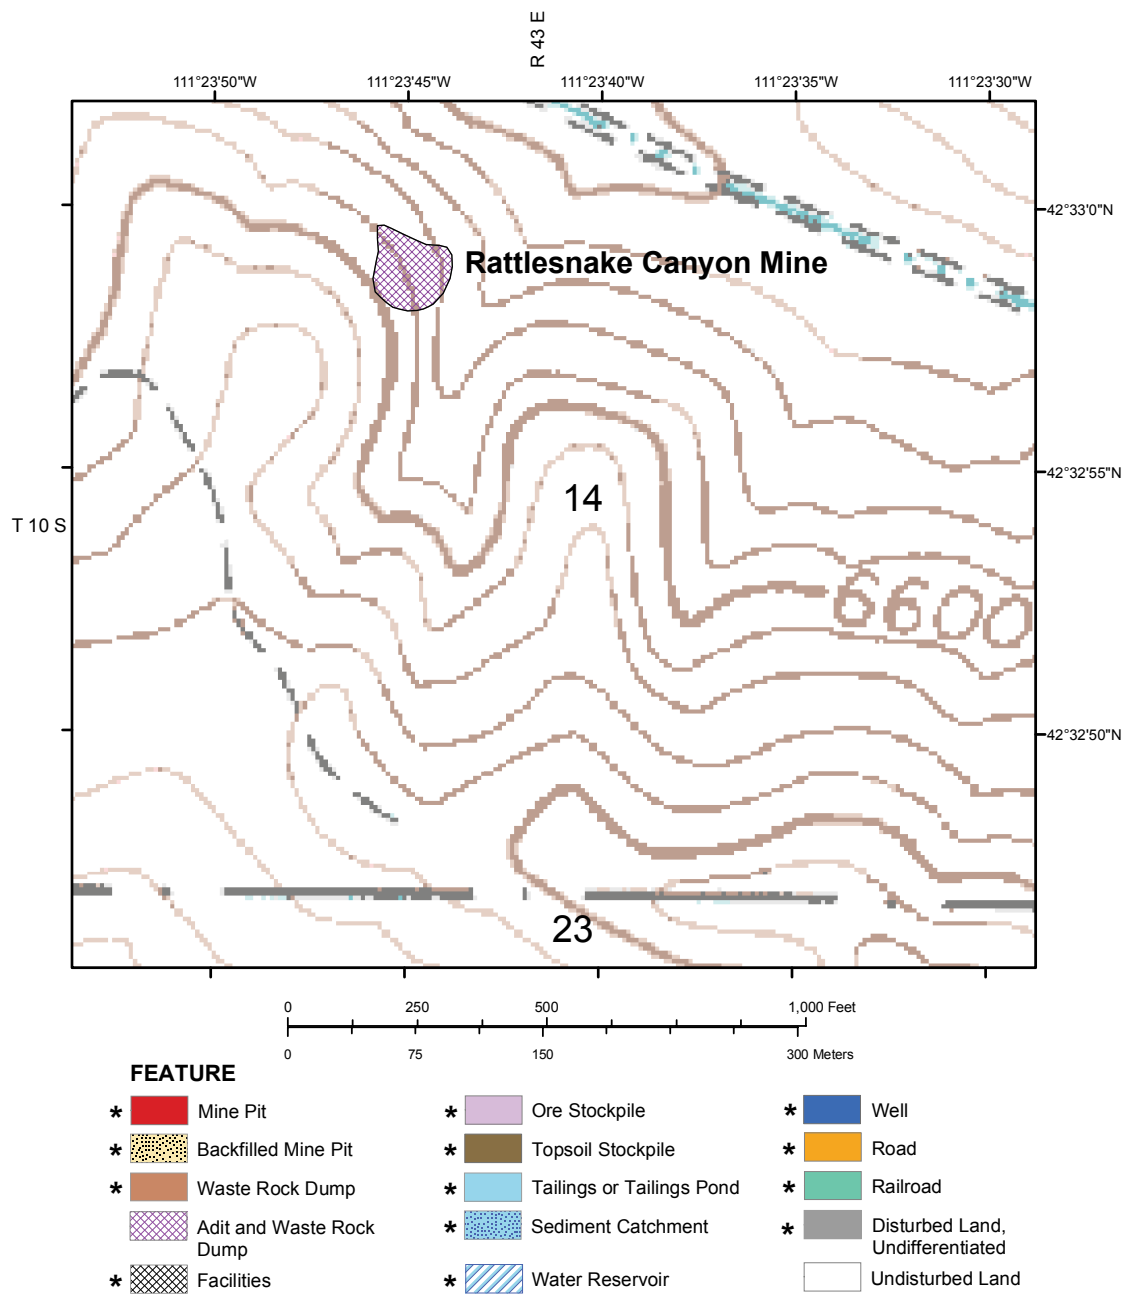 R 43 E
111°23'50"W 111°23'45"W 111°23'40"W 111°23'35"W 111°23'30"W
42°33'0"N
Rattlesnake Canyon Mine
42°32'55"N
14
T 10 S
6600
42°32'50"N
23
0 250 500 1,000 Feet
0 75 150 300 Meters
FEATURE
* Mine Pit
* Backfilled Mine Pit
* Waste Rock Dump
Adit and Waste Rock
Dump
* Facilities
* Ore Stockpile
* Topsoil Stockpile
* Tailings or Tailings Pond
* Sediment Catchment
* Water Reservoir
* Well
* Road
* Railroad
* Disturbed Land,
Undifferentiated
Undisturbed Land